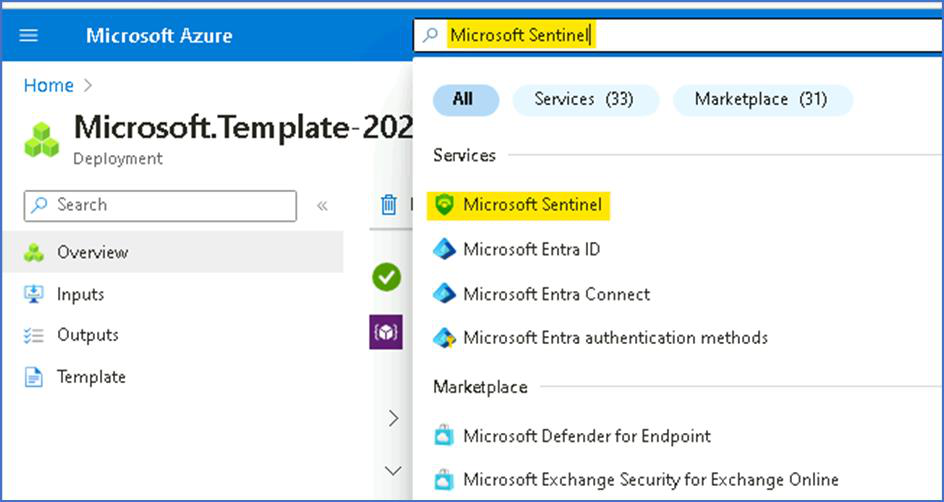 Microsoft Azure
Microsoft Sentinel
Home
Microsoft.Template-202
Deployment
Search
Overview
Inputs
Outputs
Template
All
Services (33)
Marketplace (31)
Services
Microsoft Sentinel
Microsoft Entra ID
Microsoft Entra Connect
Microsoft Entra authentication methods
Marketplace
Microsoft Defender for Endpoint
Microsoft Exchange Security for Exchange Online